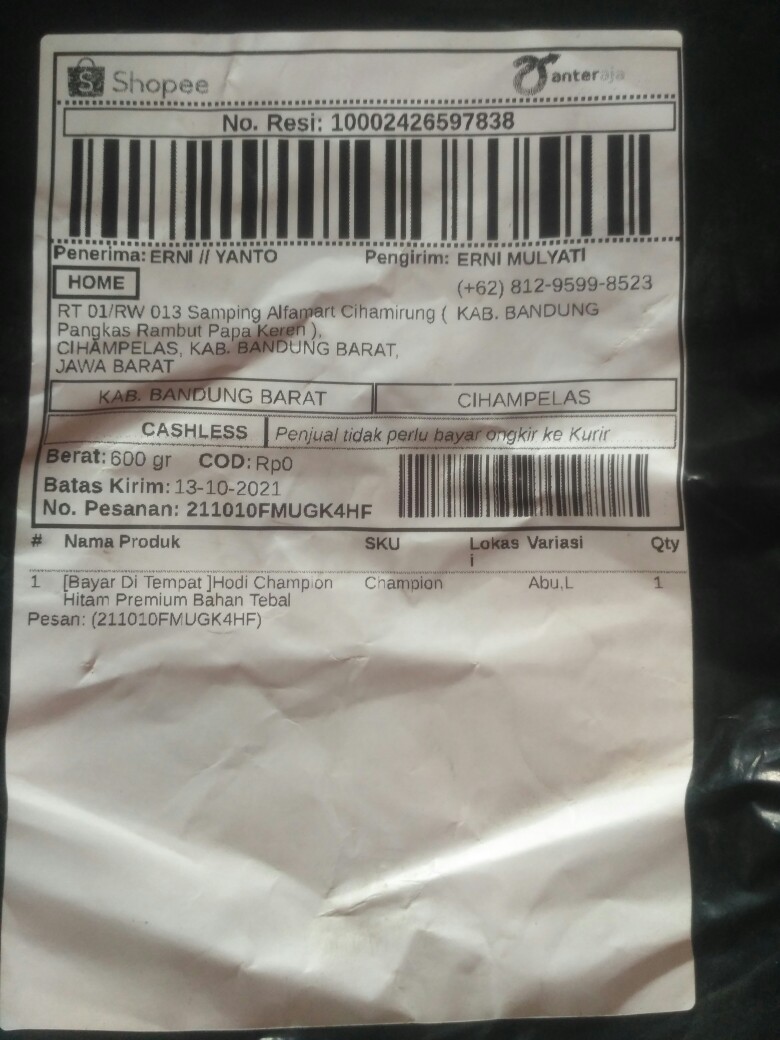 Shopee
anteraja
No. Resi: 10002426597838
Penerima: ERNI // YANTO
Pengirim: ERNI MULYATI
HOME
(+62) 812-9599-8523
KAB. BANDUNG
RT 01/RW 013 Samping Alfamart Cihamirung (
Pangkas Rambut Papa Keren ),
CIHAMPELAS, KAB. BANDUNG BARAT,
JAWA BARAT
KAB. BANDUNG BARAT
CIHAMPELAS
CASHLESS
Penjual tidak perlu bayar ongkir ke Kurir
Berat: 600 gr COD: Rp0
Batas Kirim: 13-10-2021
No. Pesanan: 211010FMUGK4HF
# Nama Produk SKU Lokas Variasi Qty
i
1 [Bayar Di Tempat ]Hodi Champion Champion Abu,L 1
Hitam Premium Bahan Tebal
Pesan: (211010FMUGK4HF)